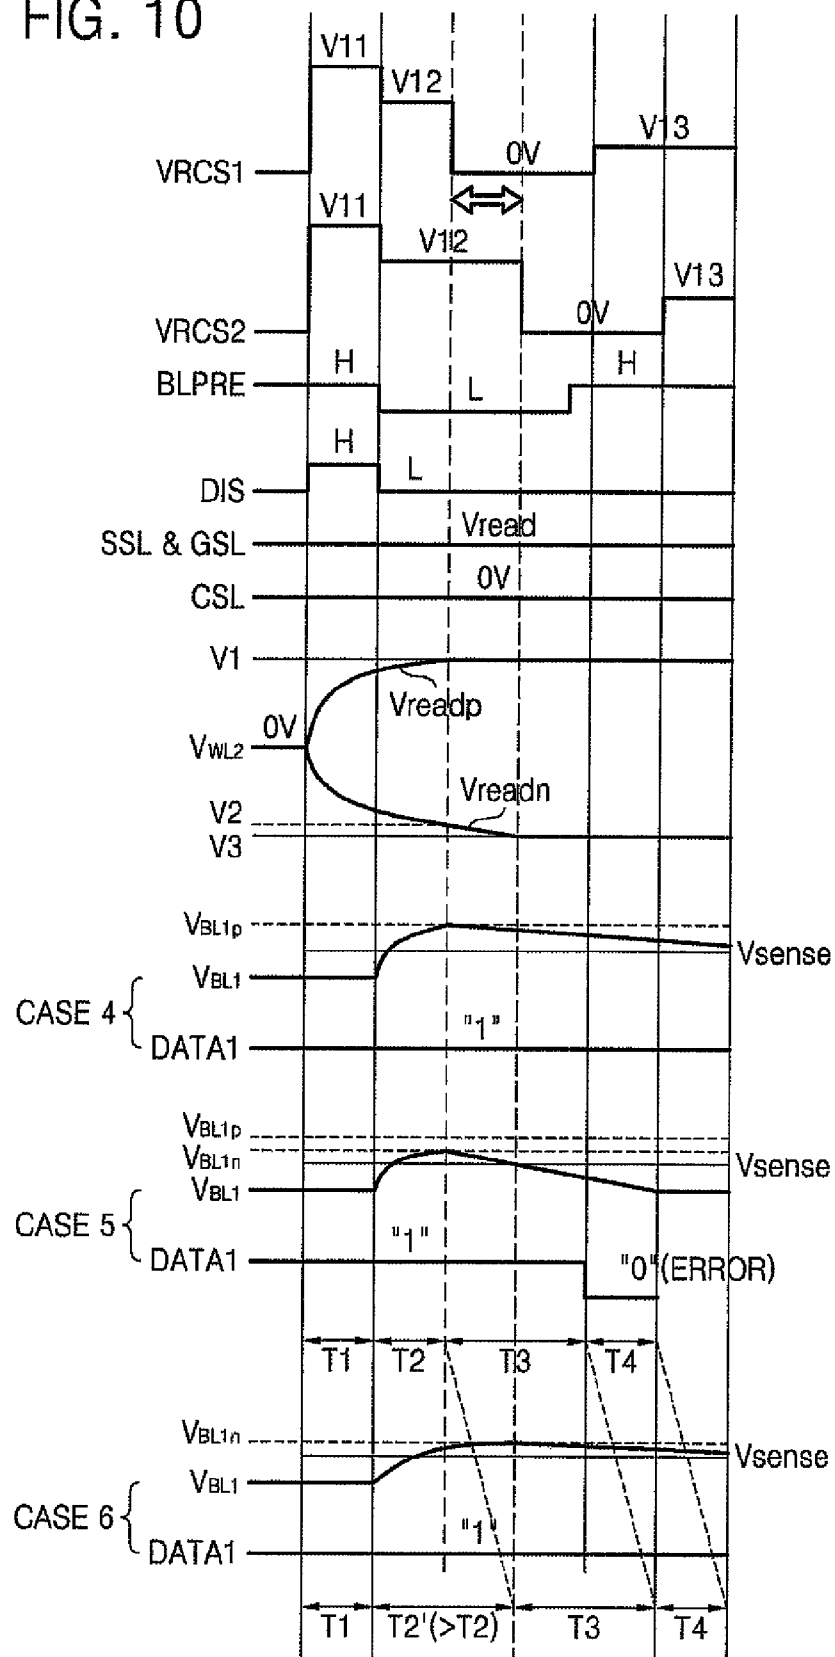 FIG. 10
V11
V12
V13
0V
VRCS1
V11
V12
V13
0V
VRCS2
H
H
BLPRE
L
H
L
DIS
Vread
SSL & GSL
0V
CSL
V1
Vreadp
0V
VWL2
Vreadn
V2
V3
VBL1p
Vsense
VBL1
CASE 4
"1"
DATA1
VBL1p
VBL1n
Vsense
VBL1
CASE 5
"1"
DATA1
"0"(ERROR)
T1 T2 T3 T4
VBL1n
Vsense
VBL1
CASE 6
"1"
DATA1
T1 T2'(>T2) T3 T4